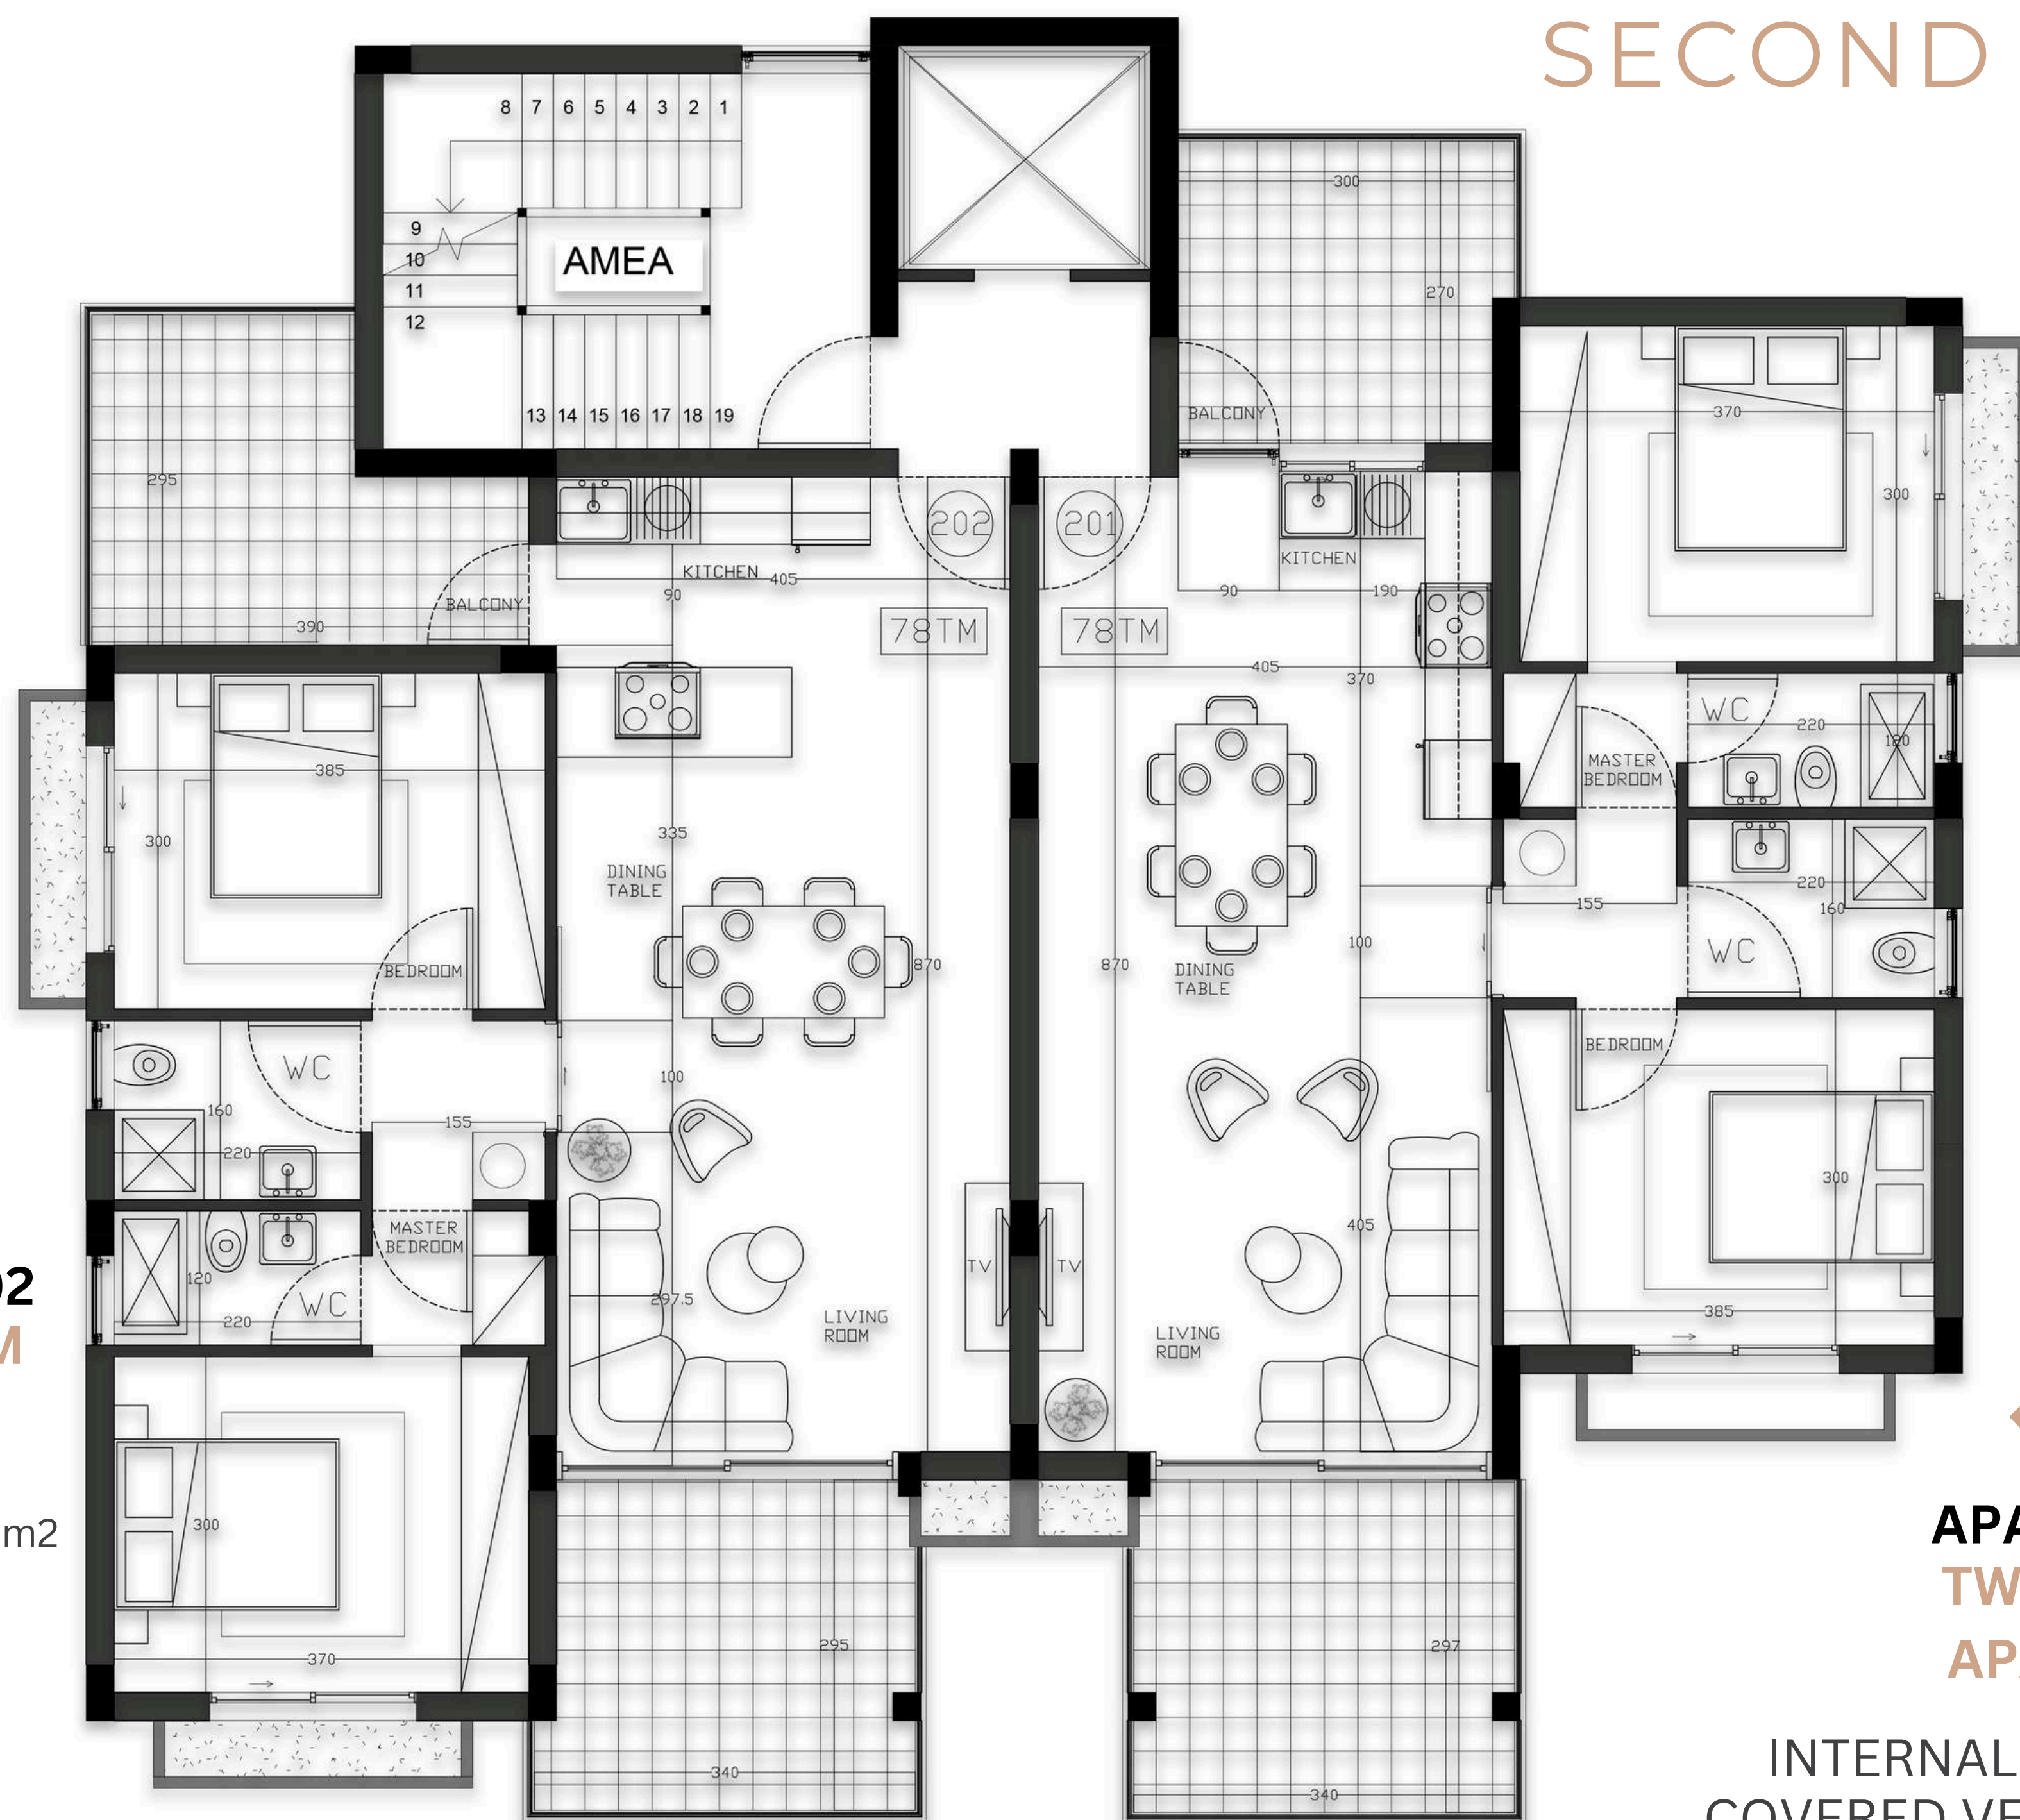 SECOND
8 7 6 5 4 3 2 1
9
10
11
12
AMEA
13 14 15 16 17 18 19
300
270
BALCONY
295
390
BALCONY
370
300
202
201
KITCHEN
405
90
78TM
78TM
KITCHEN
90
190
405
370
WC
220
120
MASTER
BEDROOM
385
300
BEDROOM
335
DINING
TABLE
870
870
DINING
TABLE
100
155
220
160
WC
BEDROOM
WC
160
220
155
100
MASTER
BEDROOM
120
220
WC
297.5
LIVING
ROOM
TV
TV
LIVING
ROOM
405
300
385
02
M
m2
300
370
295
340
297
340
APA
TW
AP
INTERNAL
COVERED VE